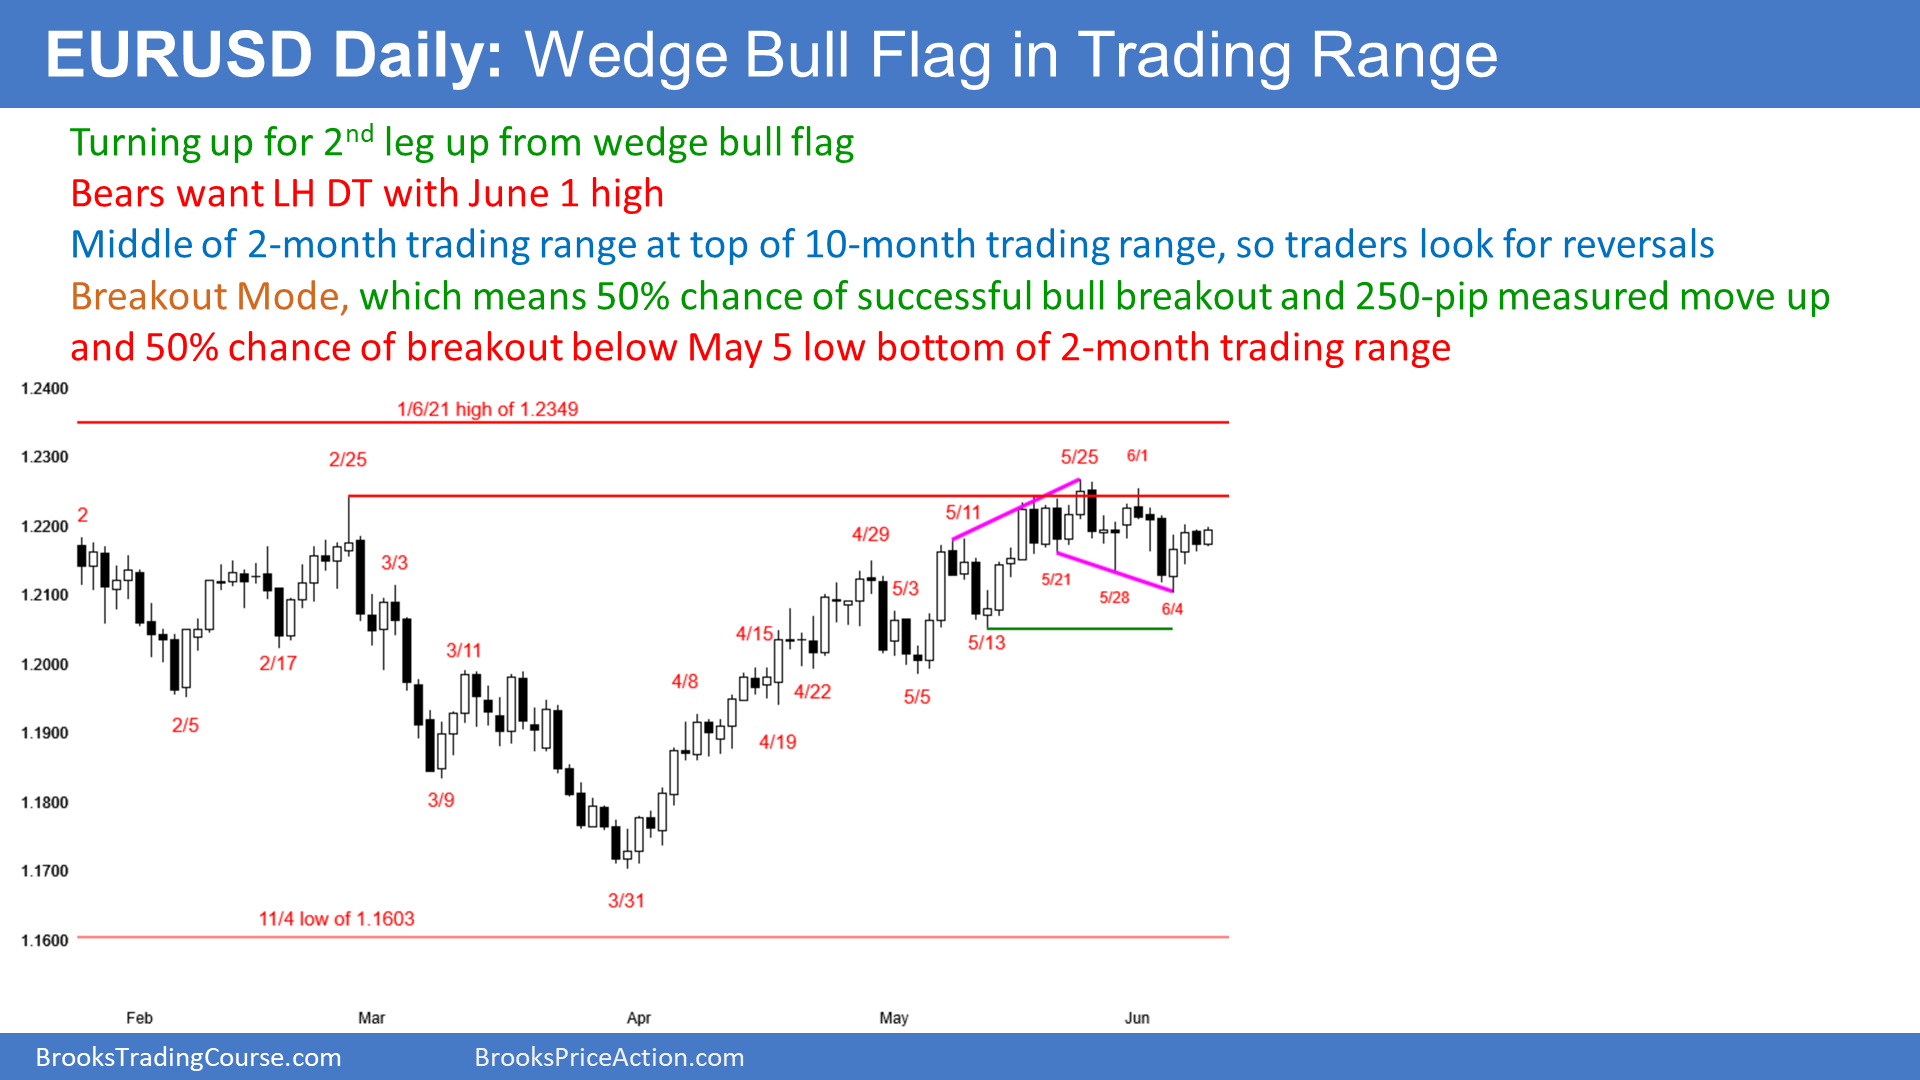 EURUSD Daily: Wedge Bull Flag in Trading Range
Turning up for 2nd leg up from wedge bull flag
Bears want LH DT with June 1 high
Middle of 2-month trading range at top of 10-month trading range, so traders look for reversals
Breakout Mode, which means 50% chance of successful bull breakout and 250-pip measured move up
and 50% chance of breakout below May 5 low bottom of 2-month trading range
1.2400
1/6/21 high of 1.2349
1.2300
2/25
5/25
6/1
2
1.2200
5/11
4/29
3/3
5/3
5/21
1.2100
5/28
6/4
4/15
5/13
3/11
2/17
1.2000
4/8
4/22
5/5
2/5
1.1900
4/19
3/9
1.1800
1.1700
3/31
11/4 low of 1.1603
1.1600
Feb
Mar
Apr
May
Jun
BrooksTradingCourse.com
BrooksPriceAction.com